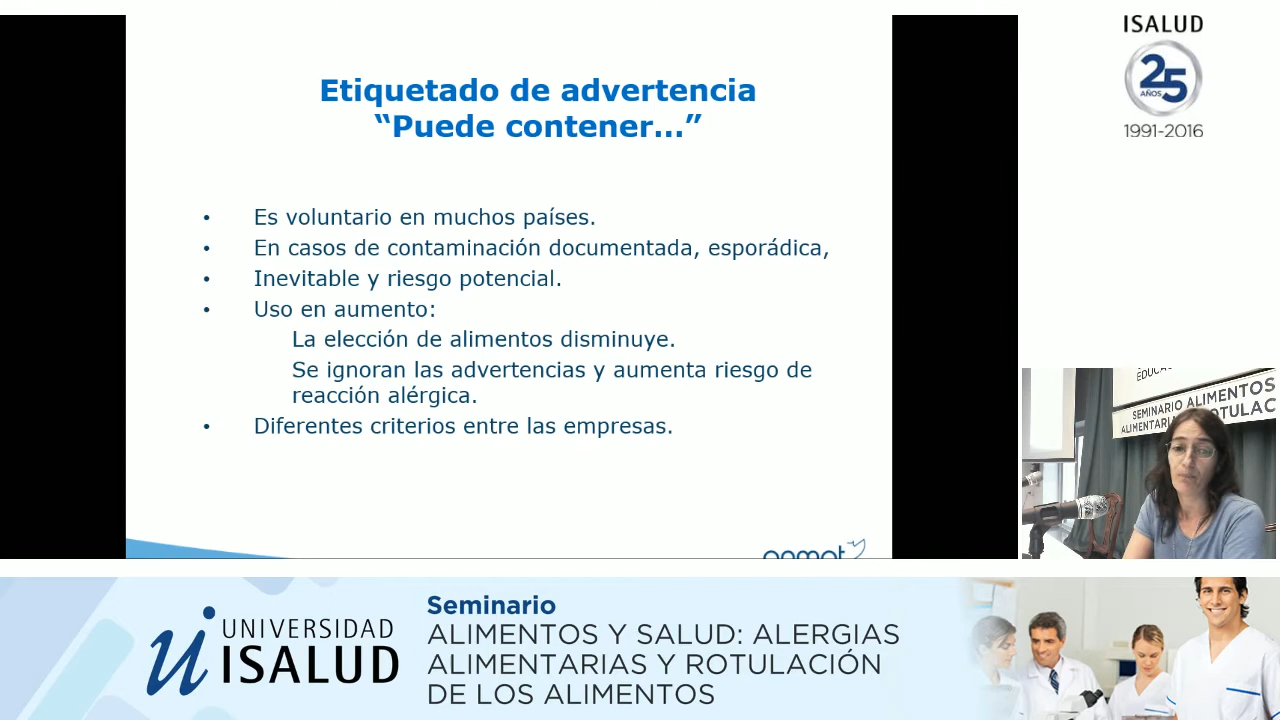 Etiquetado de advertencia
“Puede contener...”
• Es voluntario en muchos países.
• En casos de contaminación documentada, esporádica,
• Inevitable y riesgo potencial.
• Uso en aumento:
La elección de alimentos disminuye.
Se ignoran las advertencias y aumenta riesgo de
reacción alérgica.
• Diferentes criterios entre las empresas.
anmat
ISALUD
25
AÑOS
1991-2016
SEMINARIO ALIMENTOS
UNIVERSIDAD
ISALUD
Seminario
ALIMENTOS Y SALUD: ALERGIAS
ALIMENTARIAS Y ROTULACIÓN
DE LOS ALIMENTOS